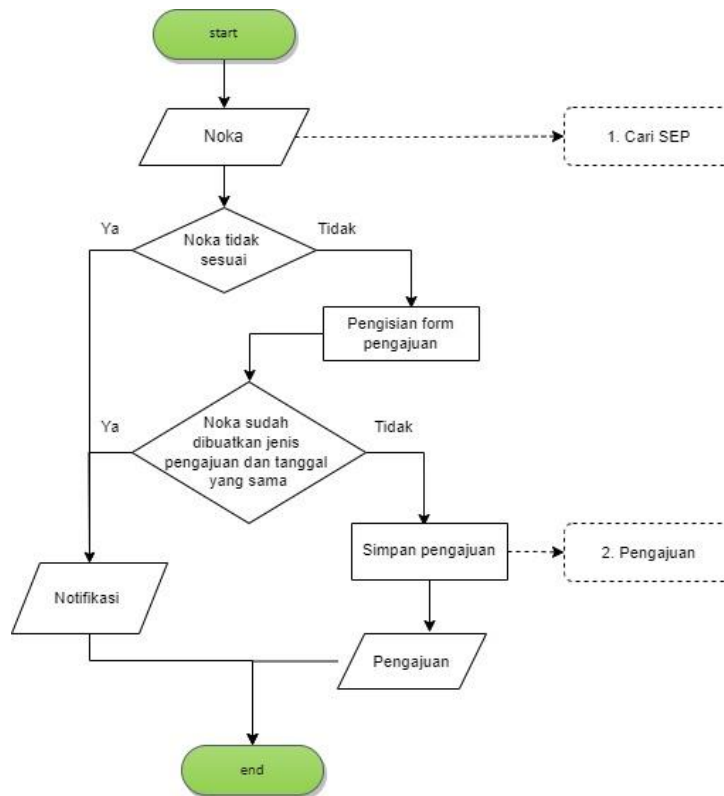 start
Noka
1. Cari SEP
Ya
Tidak
Noka tidak
sesuai
Pengisian form
pengajuan
Ya
Tidak
Noka sudah
dibuatkan jenis
pengajuan dan tanggal
yang sama
Simpan pengajuan
2. Pengajuan
Notifikasi
Pengajuan
end